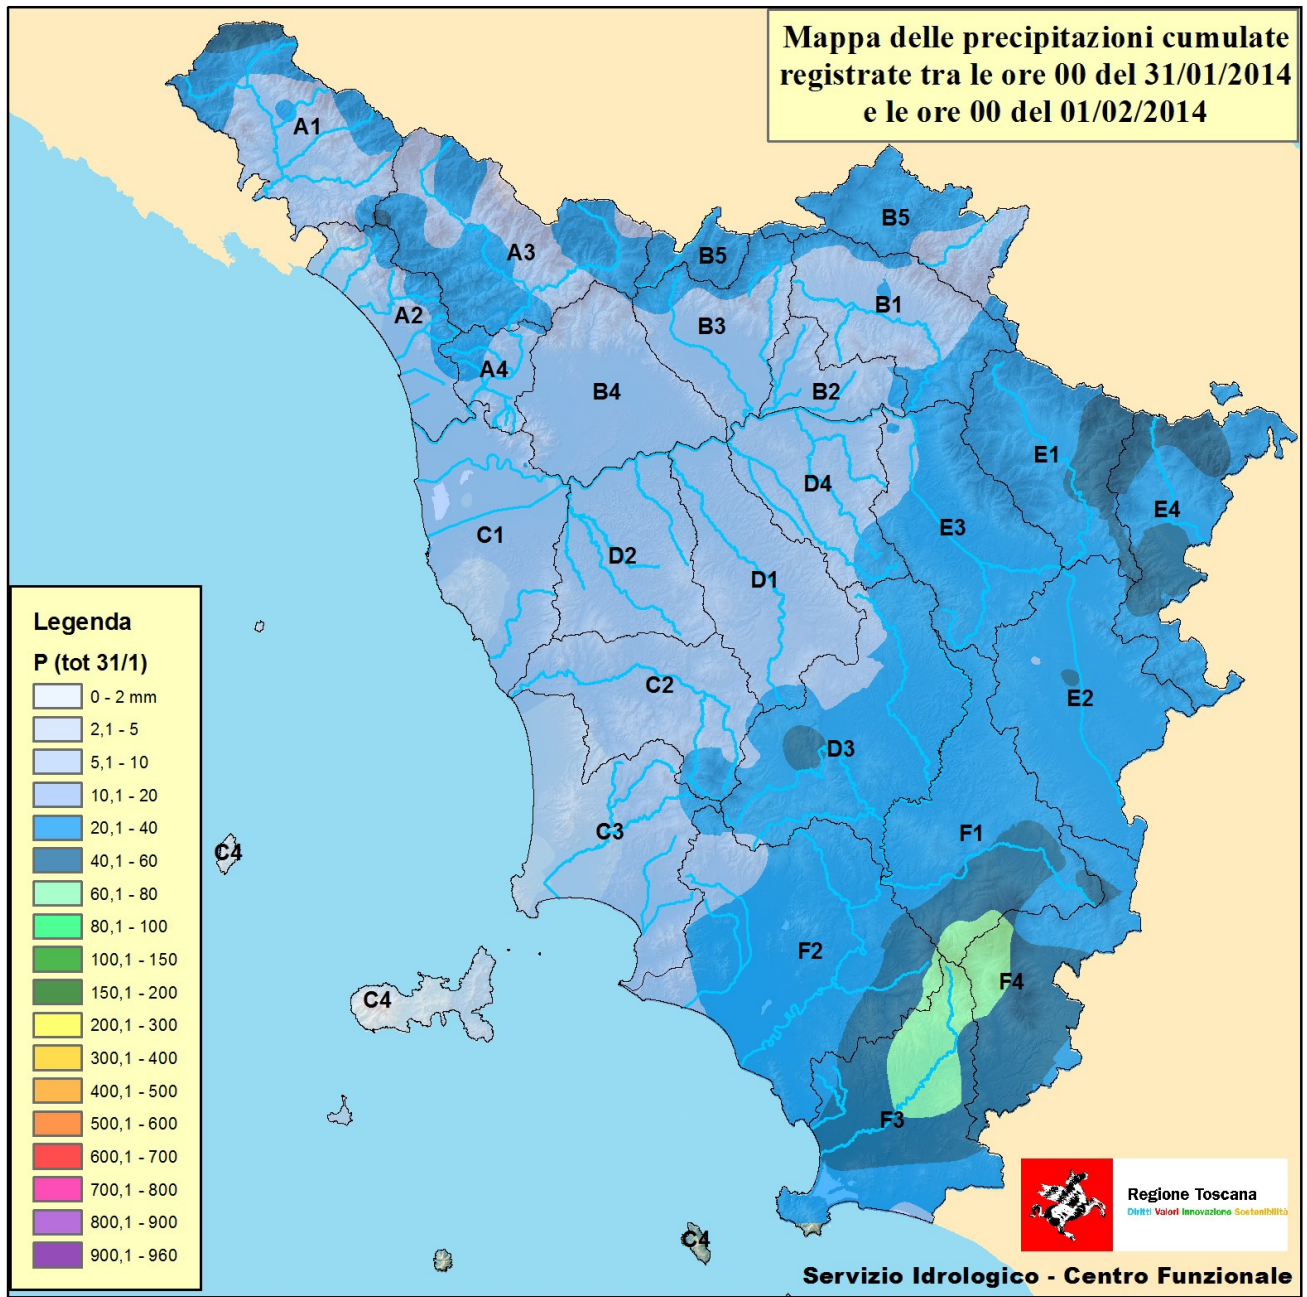 Mappa delle precipitazioni cumulate
registrate tra le ore 00 del 31/01/2014
e le ore 00 del 01/02/2014
A1
B5
A3
B5
A2
B1
B3
A4
B4
B2
E1
D4
E4
E3
C1
D2
D1
C2
E2
D3
C3
F1
C4
F2
F4
C4
F3
C4
Legenda
P (tot 31/1)
0 - 2 mm
2,1 - 5
5,1 - 10
10,1 - 20
20,1 - 40
40,1 - 60
60,1 - 80
80,1 - 100
100,1 - 150
150,1 - 200
200,1 - 300
300,1 - 400
400,1 - 500
500,1 - 600
600,1 - 700
700,1 - 800
800,1 - 900
900,1 - 960
Regione Toscana
Diritti Valori Innovazione Sostenibilità
Servizio Idrologico - Centro Funzionale